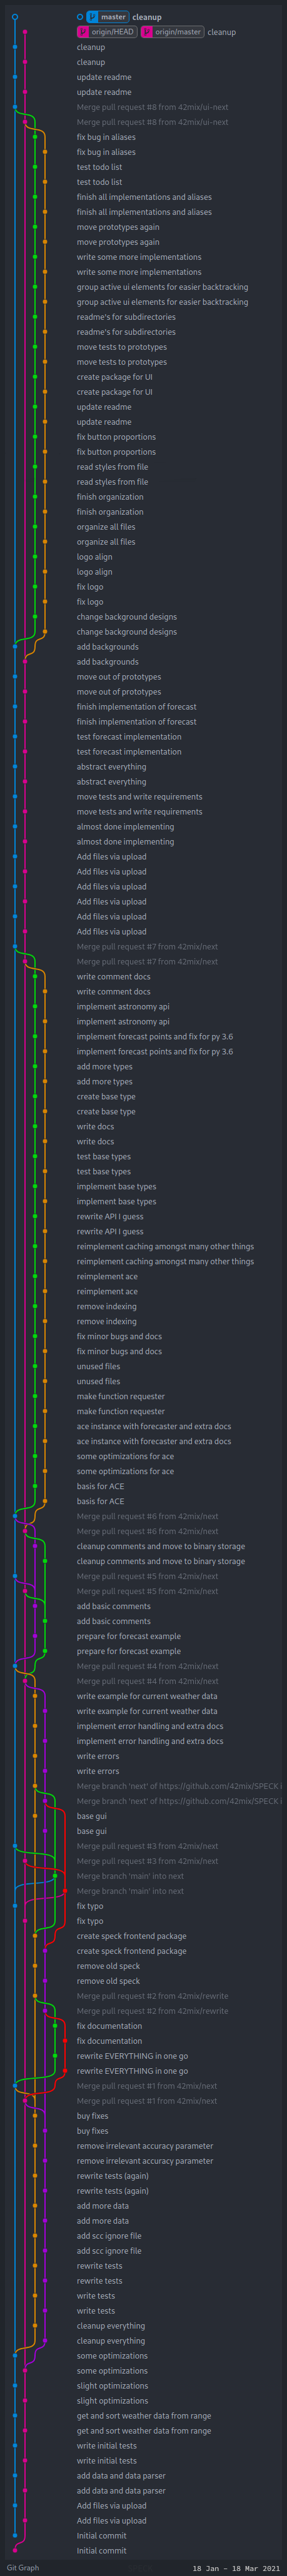 master cleanup
origin/HEAD origin/master cleanup
cleanup
cleanup
update readme
update readme
Merge pull request #8 from 42mix/ui-next
Merge pull request #8 from 42mix/ui-next
fix bug in aliases
fix bug in aliases
test todo list
test todo list
finish all implementations and aliases
finish all implementations and aliases
move prototypes again
move prototypes again
write some more implementations
write some more implementations
group active ui elements for easier backtracking
group active ui elements for easier backtracking
readme's for subdirectories
readme's for subdirectories
move tests to prototypes
move tests to prototypes
create package for UI
create package for UI
update readme
update readme
fix button proportions
fix button proportions
read styles from file
read styles from file
finish organization
finish organization
organize all files
organize all files
logo align
logo align
fix logo
fix logo
change background designs
change background designs
add backgrounds
add backgrounds
move out of prototypes
move out of prototypes
finish implementation of forecast
finish implementation of forecast
test forecast implementation
test forecast implementation
abstract everything
abstract everything
move tests and write requirements
move tests and write requirements
almost done implementing
almost done implementing
Add files via upload
Add files via upload
Add files via upload
Add files via upload
Add files via upload
Add files via upload
Merge pull request #7 from 42mix/next
Merge pull request #7 from 42mix/next
write comment docs
write comment docs
implement astronomy api
implement astronomy api
implement forecast points and fix for py 3.6
implement forecast points and fix for py 3.6
add more types
add more types
create base type
create base type
write docs
write docs
test base types
test base types
implement base types
implement base types
rewrite API I guess
rewrite API I guess
reimplement caching amongst many other things
reimplement caching amongst many other things
reimplement ace
reimplement ace
remove indexing
remove indexing
fix minor bugs and docs
fix minor bugs and docs
unused files
unused files
make function requester
make function requester
ace instance with forecaster and extra docs
ace instance with forecaster and extra docs
some optimizations for ace
some optimizations for ace
basis for ACE
basis for ACE
Merge pull request #6 from 42mix/next
Merge pull request #6 from 42mix/next
cleanup comments and move to binary storage
cleanup comments and move to binary storage
Merge pull request #5 from 42mix/next
Merge pull request #5 from 42mix/next
add basic comments
add basic comments
prepare for forecast example
prepare for forecast example
Merge pull request #4 from 42mix/next
Merge pull request #4 from 42mix/next
write example for current weather data
write example for current weather data
implement error handling and extra docs
implement error handling and extra docs
write errors
write errors
Merge branch 'next' of https://github.com/42mix/SPECK i
Merge branch 'next' of https://github.com/42mix/SPECK i
base gui
base gui
Merge pull request #3 from 42mix/next
Merge pull request #3 from 42mix/next
Merge branch 'main' into next
Merge branch 'main' into next
fix typo
fix typo
create speck frontend package
create speck frontend package
remove old speck
remove old speck
Merge pull request #2 from 42mix/rewrite
Merge pull request #2 from 42mix/rewrite
fix documentation
fix documentation
rewrite EVERYTHING in one go
rewrite EVERYTHING in one go
Merge pull request #1 from 42mix/next
Merge pull request #1 from 42mix/next
buy fixes
buy fixes
remove irrelevant accuracy parameter
remove irrelevant accuracy parameter
rewrite tests (again)
rewrite tests (again)
add more data
add more data
add scc ignore file
add scc ignore file
rewrite tests
rewrite tests
write tests
write tests
cleanup everything
cleanup everything
some optimizations
some optimizations
slight optimizations
slight optimizations
get and sort weather data from range
get and sort weather data from range
write initial tests
write initial tests
add data and data parser
add data and data parser
Add files via upload
Add files via upload
Initial commit
Initial commit
Git Graph 18 Jan – 18 Mar 2021